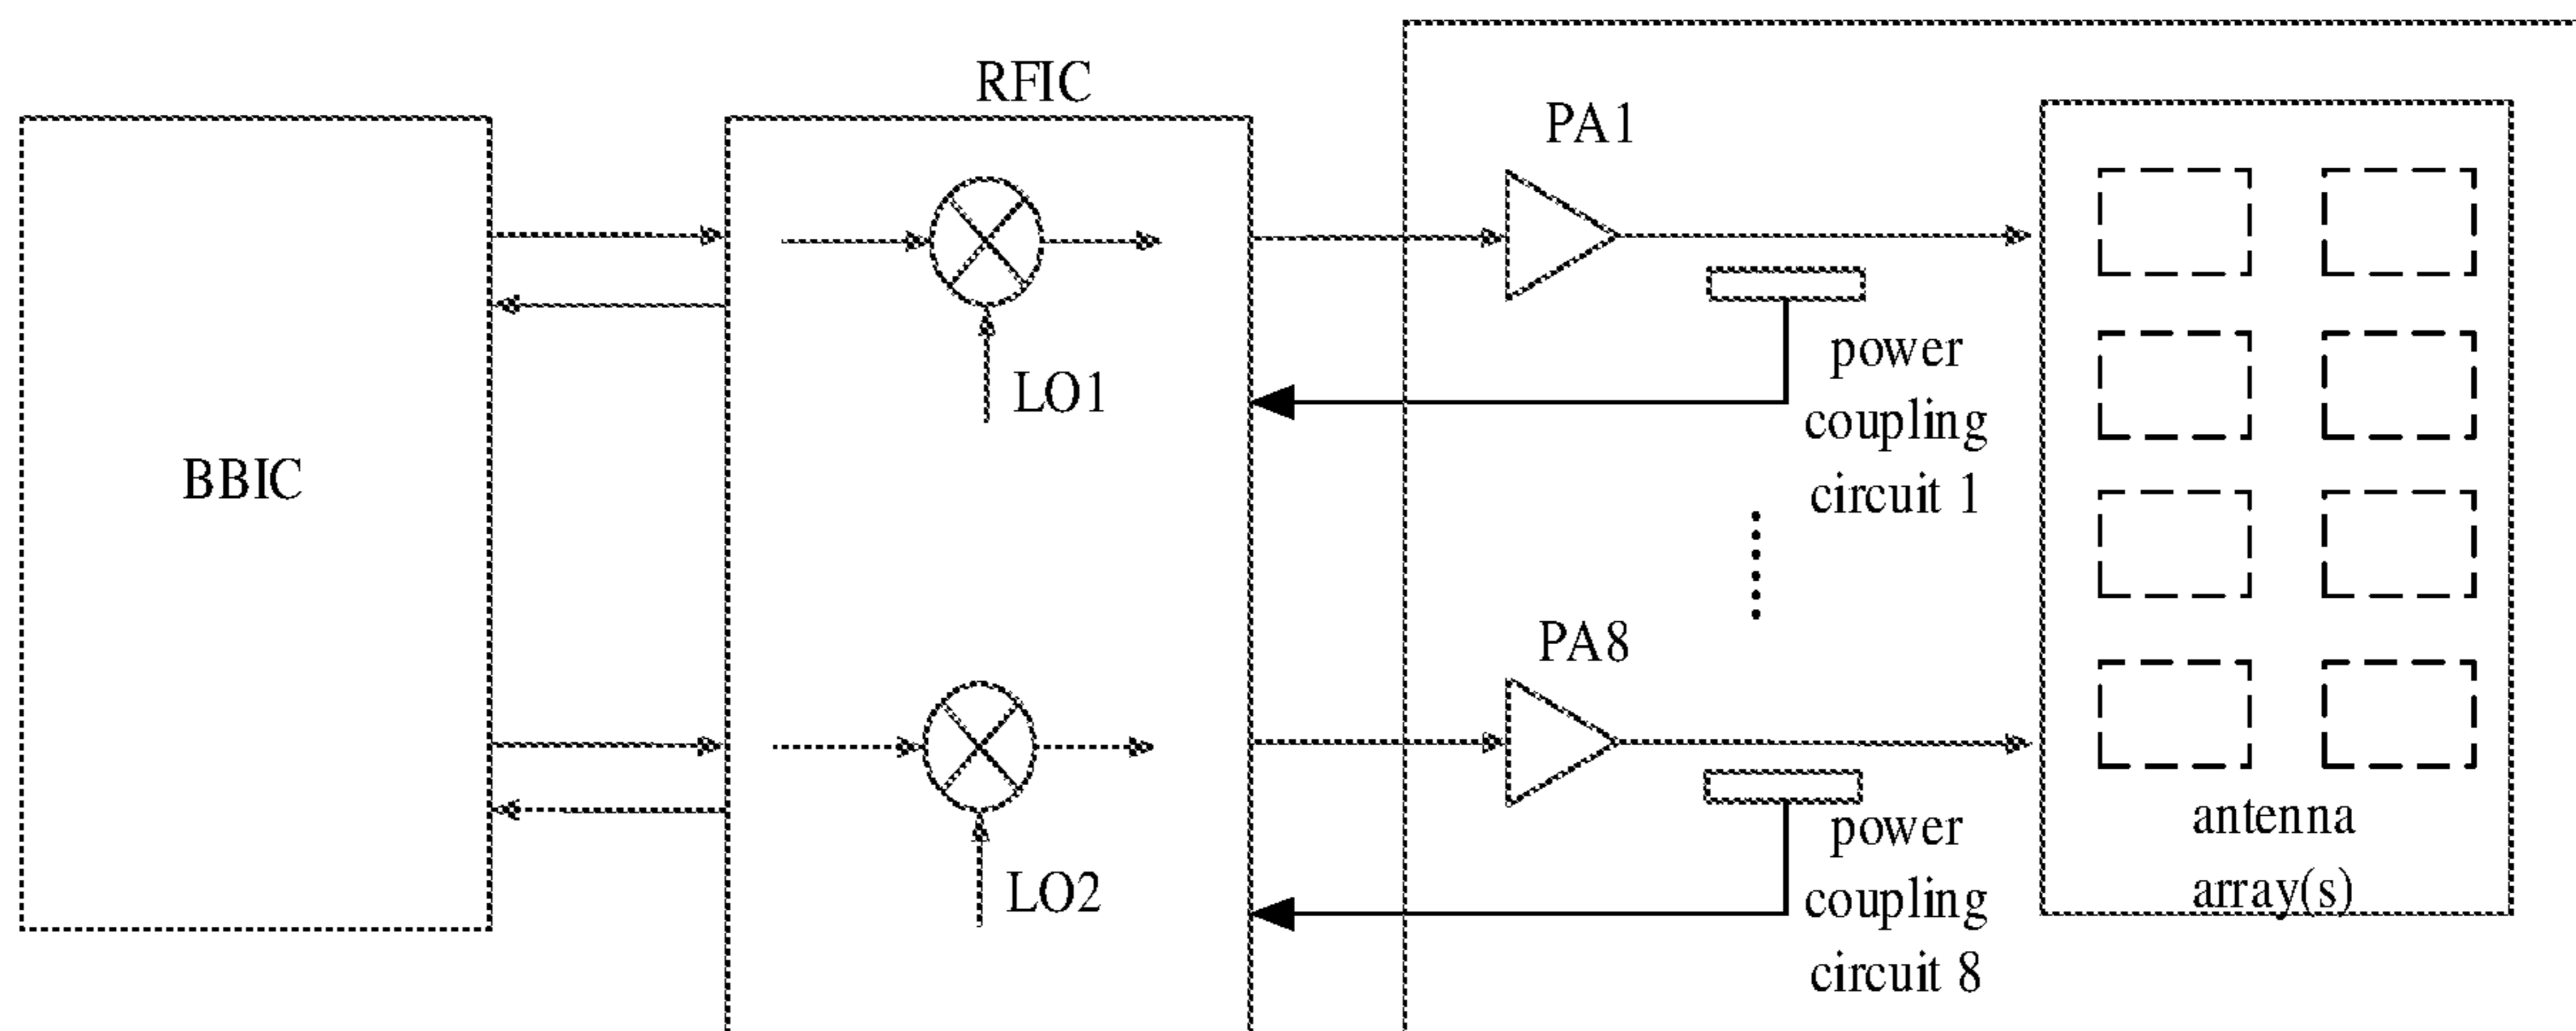 RFIC
PA1
LO1
power
coupling
circuit 1
BBIC
PA8
LO2
power
coupling
circuit 8
antenna
array(s)